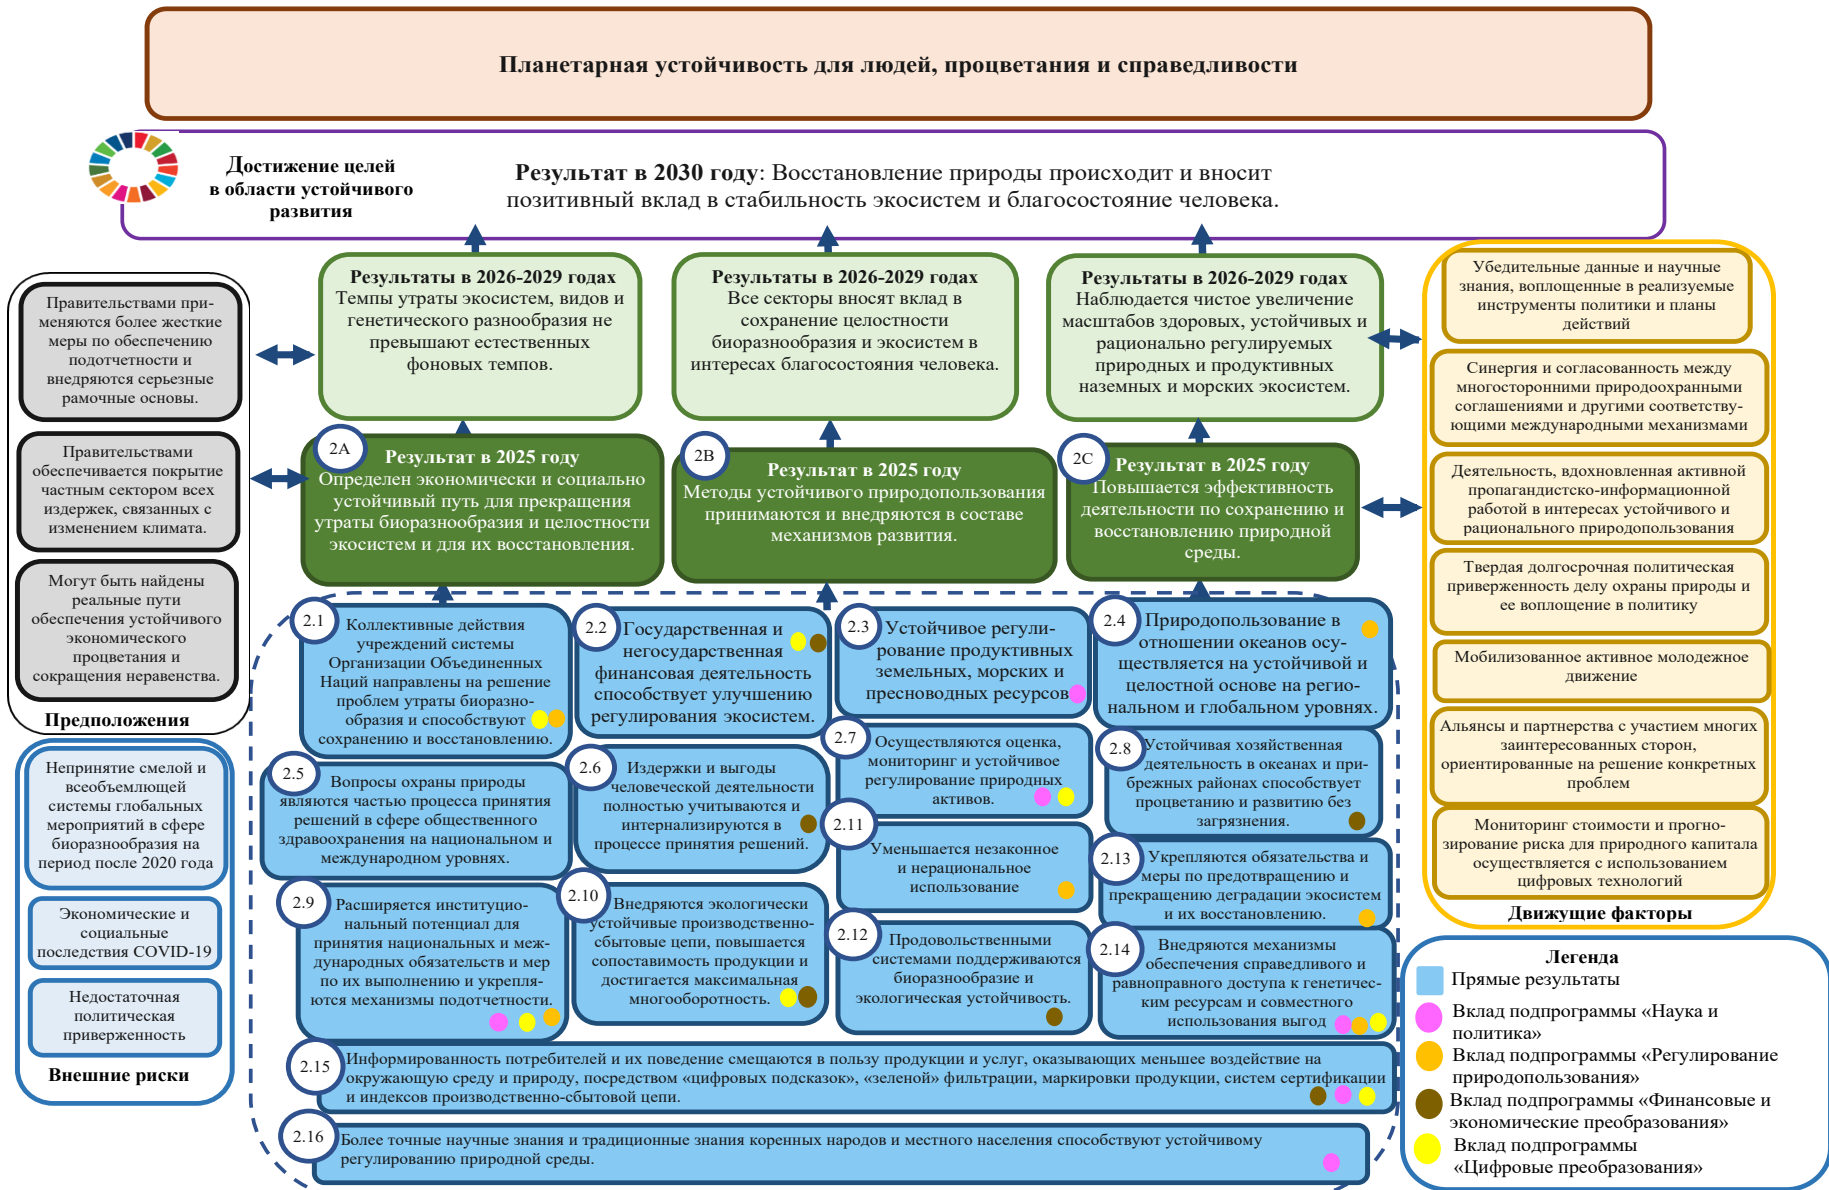 Планетарная устойчивость для людей, процветания и справедливости
Достижение целей
в области устойчивого
развития
Результат в 2030 году: Восстановление природы происходит и вносит
позитивный вклад в стабильность экосистем и благосостояние человека.
Правительствами при-
меняются более жесткие
меры по обеспечению
подотчетности и
внедряются серьезные
рамочные основы.
Правительствами
обеспечивается покрытие
частным сектором всех
издержек, связанных с
изменением климата.
Могут быть найдены
реальные пути
обеспечения устойчивого
экономического
процветания и
сокращения неравенства.
Предположения
Непринятие смелой и
всеобъемлющей
системы глобальных
мероприятий в сфере
биоразнообразия на
период после 2020 года
Экономические и
социальные
последствия COVID-19
Недостаточная
политическая
приверженность
Внешние риски
Результаты в 2026-2029 годах
Темпы утраты экосистем, видов и
генетического разнообразия не
превышают естественных
фоновых темпов.
Результаты в 2026-2029 годах
Все секторы вносят вклад в
сохранение целостности
биоразнообразия и экосистем в
интересах благосостояния человека.
Результаты в 2026-2029 годах
Наблюдается чистое увеличение
масштабов здоровых, устойчивых и
рационально регулируемых
природных и продуктивных
наземных и морских экосистем.
2A
Результат в 2025 году
Определен экономически и социально
устойчивый путь для прекращения
утраты биоразнообразия и целостности
экосистем и для их восстановления.
2B
Результат в 2025 году
Методы устойчивого природопользования
принимаются и внедряются в составе
механизмов развития.
2C
Результат в 2025 году
Повышается эффективность
деятельности по сохранению и
восстановлению природной
среды.
2.1
Коллективные действия
учреждений системы
Организации Объединенных
Наций направлены на решение
проблем утраты биоразно-
образия и способствуют
сохранению и восстановлению.
2.2
Государственная и
негосударственная
финансовая деятельность
способствует улучшению
регулирования экосистем.
2.3
Устойчивое регули-
рование продуктивных
земельных, морских и
пресноводных ресурсов
2.4
Природопользование в
отношении океанов осу-
ществляется на устойчивой и
целостной основе на регио-
нальном и глобальном уровнях.
2.5
Вопросы охраны природы
являются частью процесса принятия
решений в сфере общественного
здравоохранения на национальном и
международном уровнях.
2.6
Издержки и выгоды
человеческой деятельности
полностью учитываются и
интернализируются в
процессе принятия решений.
2.7
Осуществляются оценка,
мониторинг и устойчивое
регулирование природных
активов.
2.8
Устойчивая хозяйственная
деятельность в океанах и при-
брежных районах способствует
процветанию и развитию без
загрязнения.
2.9
Расширяется институцио-
нальный потенциал для
принятия национальных и меж-
дународных обязательств и мер
по их выполнению и укрепля-
ются механизмы подотчетности.
2.10
Внедряются экологически
устойчивые производственно-
сбытовые цепи, повышается
сопоставимость продукции и
достигается максимальная
многооборотность.
2.11
Уменьшается незаконное
и нерациональное
использование
2.12
Продовольственными
системами поддерживаются
биоразнообразие и
экологическая устойчивость.
2.13
Укрепляются обязательства и
меры по предотвращению и
прекращению деградации экосистем
и их восстановлению.
2.14
Внедряются механизмы
обеспечения справедливого и
равноправного доступа к генетичес-
ким ресурсам и совместного
использования выгод
2.15
Информированность потребителей и их поведение смещаются в пользу продукции и услуг, оказывающих меньшее воздействие на
окружающую среду и природу, посредством «цифровых подсказок», «зеленой» фильтрации, маркировки продукции, систем сертификации
и индексов производственно-сбытовой цепи.
2.16
Более точные научные знания и традиционные знания коренных народов и местного населения способствуют устойчивому
регулированию природной среды.
Убедительные данные и научные
знания, воплощенные в реализуемые
инструменты политики и планы
действий
Синергия и согласованность между
многосторонними природоохранными
соглашениями и другими соответству-
ющими международными механизмами
Деятельность, вдохновленная активной
пропагандистско-информационной
работой в интересах устойчивого и
рационального природопользования
Твердая долгосрочная политическая
приверженность делу охраны природы и
ее воплощение в политику
Мобилизованное активное молодежное
движение
Альянсы и партнерства с участием многих
заинтересованных сторон,
ориентированные на решение конкретных
проблем
Мониторинг стоимости и прогно-
зирование риска для природного капитала
осуществляется с использованием
цифровых технологий
Движущие факторы
Легенда
Прямые результаты
Вклад подпрограммы «Наука и
политика»
Вклад подпрограммы «Регулирование
природопользования»
Вклад подпрограммы «Финансовые и
экономические преобразования»
Вклад подпрограммы
«Цифровые преобразования»